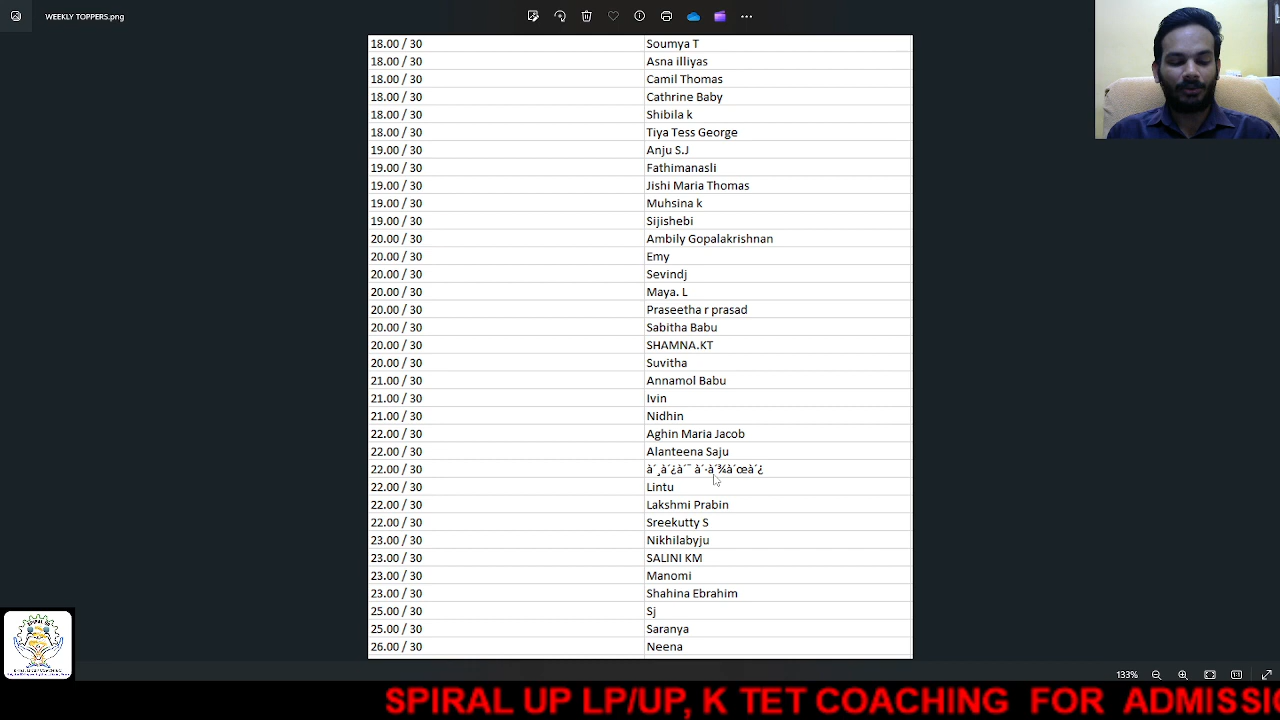 WEEKLY TOPPERS.png
18.00 / 30 Soumya T
18.00 / 30 Asna illiyas
18.00 / 30 Camil Thomas
18.00 / 30 Cathrine Baby
18.00 / 30 Shibila k
18.00 / 30 Tiya Tess George
19.00 / 30 Anju S.J
19.00 / 30 Fathimanasli
19.00 / 30 Jishi Maria Thomas
19.00 / 30 Muhsina k
19.00 / 30 Sijishebi
20.00 / 30 Ambily Gopalakrishnan
20.00 / 30 Emy
20.00 / 30 Sevindj
20.00 / 30 Maya. L
20.00 / 30 Praseetha r prasad
20.00 / 30 Sabitha Babu
20.00 / 30 SHAMNA.KT
20.00 / 30 Suvitha
21.00 / 30 Annamol Babu
21.00 / 30 Ivin
21.00 / 30 Nidhin
22.00 / 30 Aghin Maria Jacob
22.00 / 30 Alanteena Saju
22.00 / 30
22.00 / 30 Lintu
22.00 / 30 Lakshmi Prabin
22.00 / 30 Sreekutty S
23.00 / 30 Nikhilabyju
23.00 / 30 SALINI KM
23.00 / 30 Manomi
23.00 / 30 Shahina Ebrahim
25.00 / 30 Sj
25.00 / 30 Saranya
26.00 / 30 Neena
133%
SPIRAL UP LP/UP, K TET COACHING FOR ADMISSI